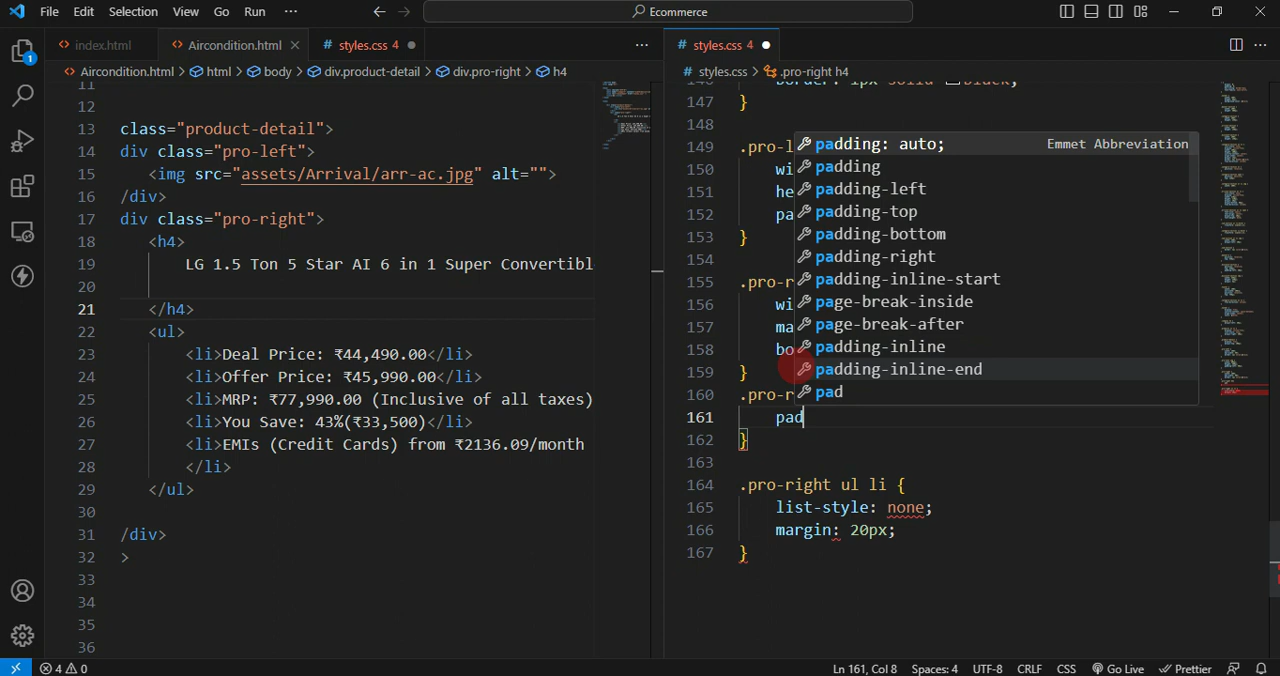 File Edit Selection View Go Run ··· Ecommerce
index.html Aircondition.html styles.css 4 ··· styles.css 4 ···
Aircondition.html > html > body > div.product-detail > div.pro-right > h4
styles.css > .pro-right h4
11
12
13 class="product-detail">
14 div class="pro-left">
15 <img src="assets/Arrival/arr-ac.jpg" alt="">
16 /div>
17 div class="pro-right">
18 <h4>
19 LG 1.5 Ton 5 Star AI 6 in 1 Super Convertibl
20
21 </h4>
22 <ul>
23 <li>Deal Price: ₹44,490.00</li>
24 <li>Offer Price: ₹45,990.00</li>
25 <li>MRP: ₹77,990.00 (Inclusive of all taxes)
26 <li>You Save: 43%(₹33,500)</li>
27 <li>EMIs (Credit Cards) from ₹2136.09/month
28 </li>
29 </ul>
30
31 /div>
32 >
33
34
35
36
147 }
148
149 .pro-l
150 wi
151 he
152 pa
153 }
154
155 .pro-r
156 wi
157 ma
158 bo
159 }
160 .pro-r
161 pad
162 }
163
164 .pro-right ul li {
165 list-style: none;
166 margin: 20px;
167 }
padding: auto; Emmet Abbreviation
padding
padding-left
padding-top
padding-bottom
padding-right
padding-inline-start
page-break-inside
page-break-after
padding-inline
padding-inline-end
pad
1
4 0 Ln 161, Col 8 Spaces: 4 UTF-8 CRLF CSS Go Live Prettier